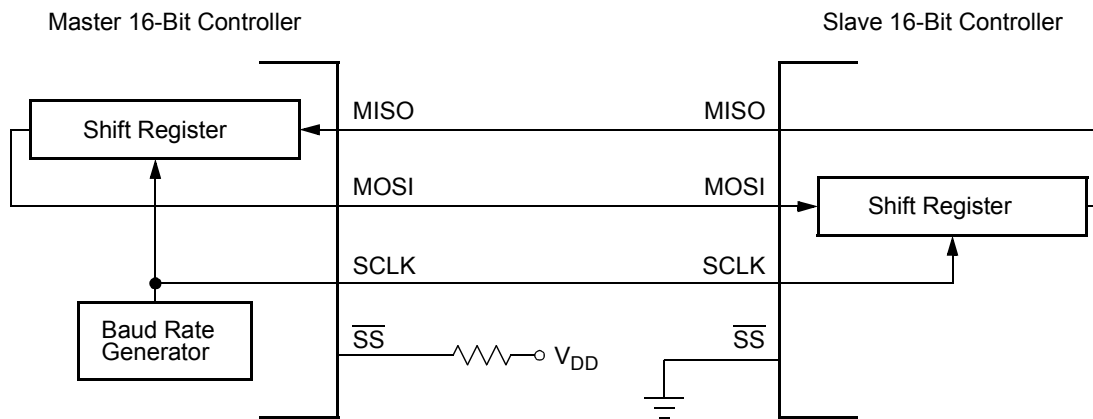 Master 16-Bit Controller
Slave 16-Bit Controller
MISO
MISO
Shift Register
MOSI
MOSI
Shift Register
SCLK
SCLK
Baud Rate
Generator
SS
VDD
SS